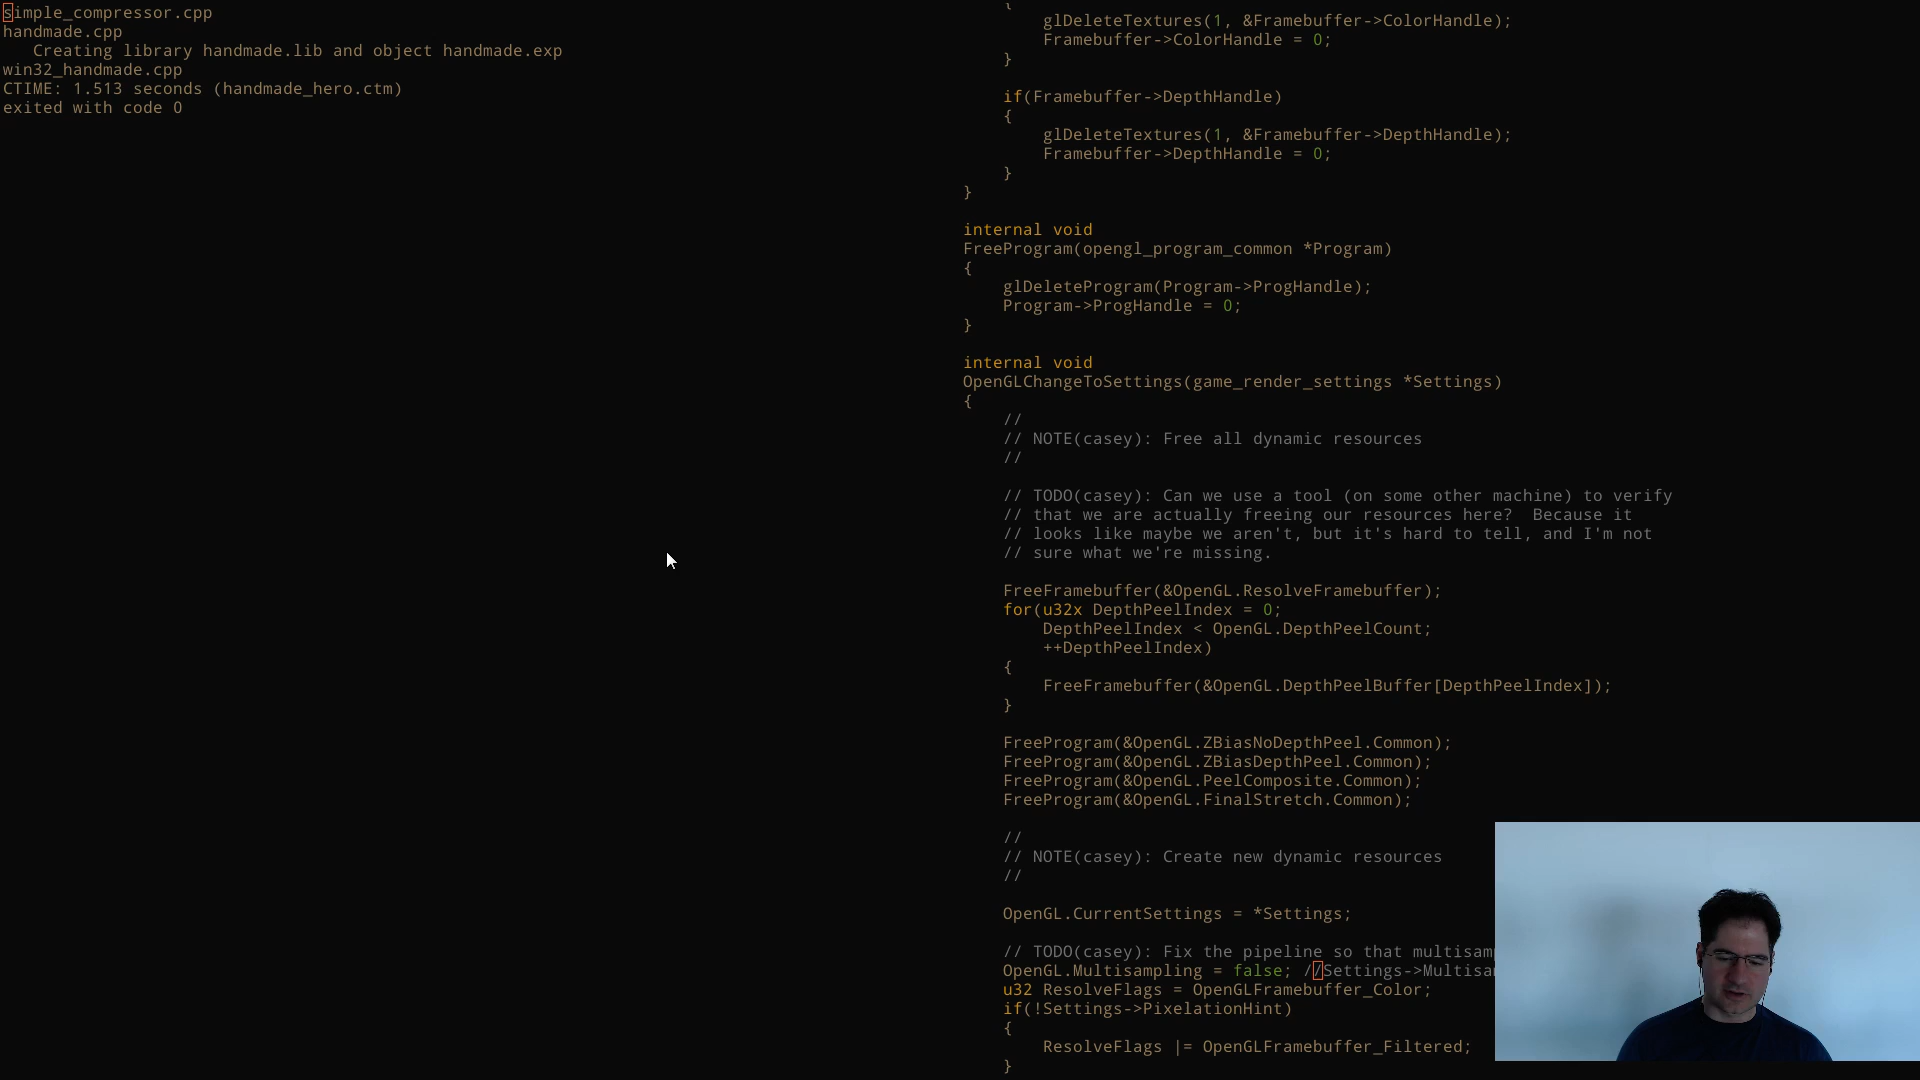 simple_compressor.cpp
handmade.cpp
   Creating library handmade.lib and object handmade.exp
win32_handmade.cpp
CTIME: 1.513 seconds (handmade_hero.ctm)
exited with code 0
    {
        glDeleteTextures(1, &Framebuffer->ColorHandle);
        Framebuffer->ColorHandle = 0;
    }

    if(Framebuffer->DepthHandle)
    {
        glDeleteTextures(1, &Framebuffer->DepthHandle);
        Framebuffer->DepthHandle = 0;
    }
}

internal void
FreeProgram(opengl_program_common *Program)
{
    glDeleteProgram(Program->ProgHandle);
    Program->ProgHandle = 0;
}

internal void
OpenGLChangeToSettings(game_render_settings *Settings)
{
    //
    // NOTE(casey): Free all dynamic resources
    //

    // TODO(casey): Can we use a tool (on some other machine) to verify
    // that we are actually freeing our resources here?  Because it
    // looks like maybe we aren't, but it's hard to tell, and I'm not
    // sure what we're missing.

    FreeFramebuffer(&OpenGL.ResolveFramebuffer);
    for(u32x DepthPeelIndex = 0;
        DepthPeelIndex < OpenGL.DepthPeelCount;
        ++DepthPeelIndex)
    {
        FreeFramebuffer(&OpenGL.DepthPeelBuffer[DepthPeelIndex]);
    }

    FreeProgram(&OpenGL.ZBiasNoDepthPeel.Common);
    FreeProgram(&OpenGL.ZBiasDepthPeel.Common);
    FreeProgram(&OpenGL.PeelComposite.Common);
    FreeProgram(&OpenGL.FinalStretch.Common);

    //
    // NOTE(casey): Create new dynamic resources
    //

    OpenGL.CurrentSettings = *Settings;

    // TODO(casey): Fix the pipeline so that multisam
    OpenGL.Multisampling = false; //Settings->Multisa
    u32 ResolveFlags = OpenGLFramebuffer_Color;
    if(!Settings->PixelationHint)
    {
        ResolveFlags |= OpenGLFramebuffer_Filtered;
    }